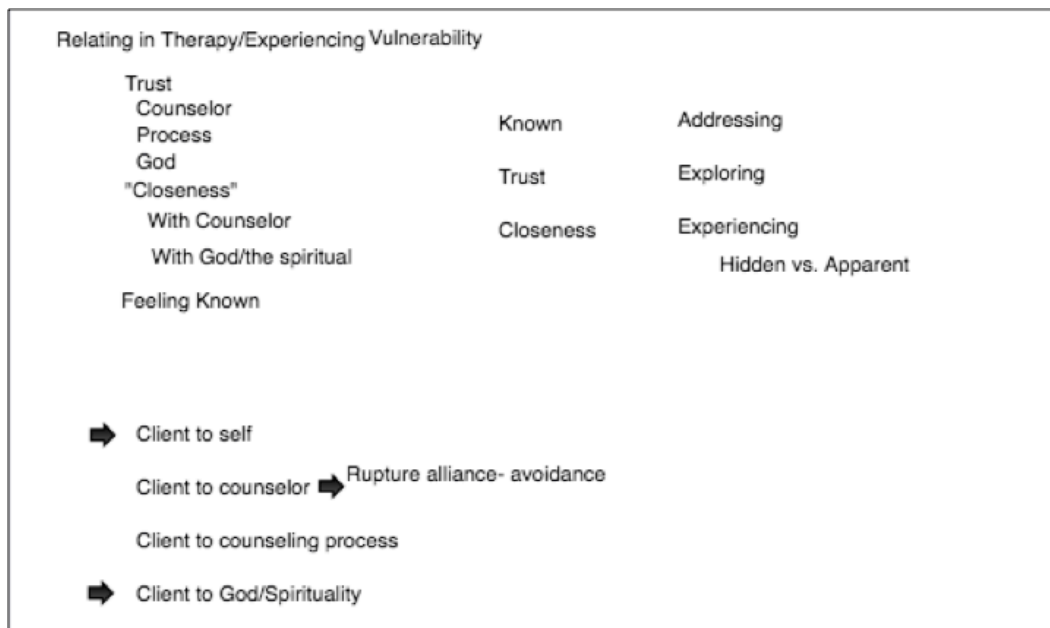 Relating in Therapy/Experiencing Vulnerability
Trust
Counselor
Process
God
"Closeness"
With Counselor
With God/the spiritual
Feeling Known
Known
Trust
Closeness
Addressing
Exploring
Experiencing
Hidden vs. Apparent
Client to self
Client to counselor Rupture alliance- avoidance
Client to counseling process
Client to God/Spirituality